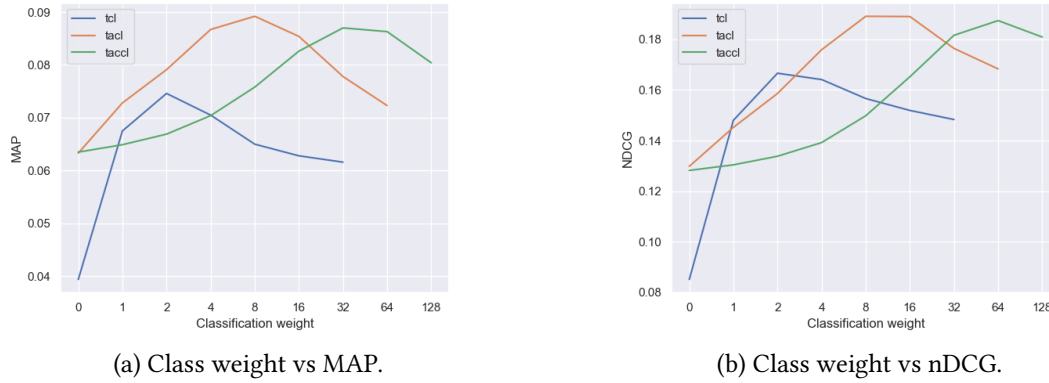 tcl
tacl
taccl
0.09
0.08
0.07
0.06
0.05
0.04
MAP
0 1 2 4 8 16 32 64 128
Classification weight
(a) Class weight vs MAP.
tcl
tacl
taccl
0.18
0.16
0.14
0.12
0.10
0.08
NDCG
0 1 2 4 8 16 32 64 128
Classification weight
(b) Class weight vs nDCG.